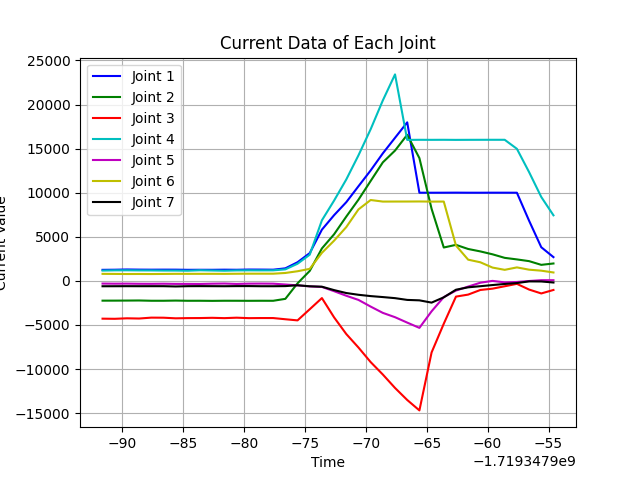 Current Data of Each Joint
25000
20000
15000
10000
5000
0
−5000
−10000
−15000
Current Value
Joint 1
Joint 2
Joint 3
Joint 4
Joint 5
Joint 6
Joint 7
−90 −85 −80 −75 −70 −65 −60 −55
Time
−1.7193479e9